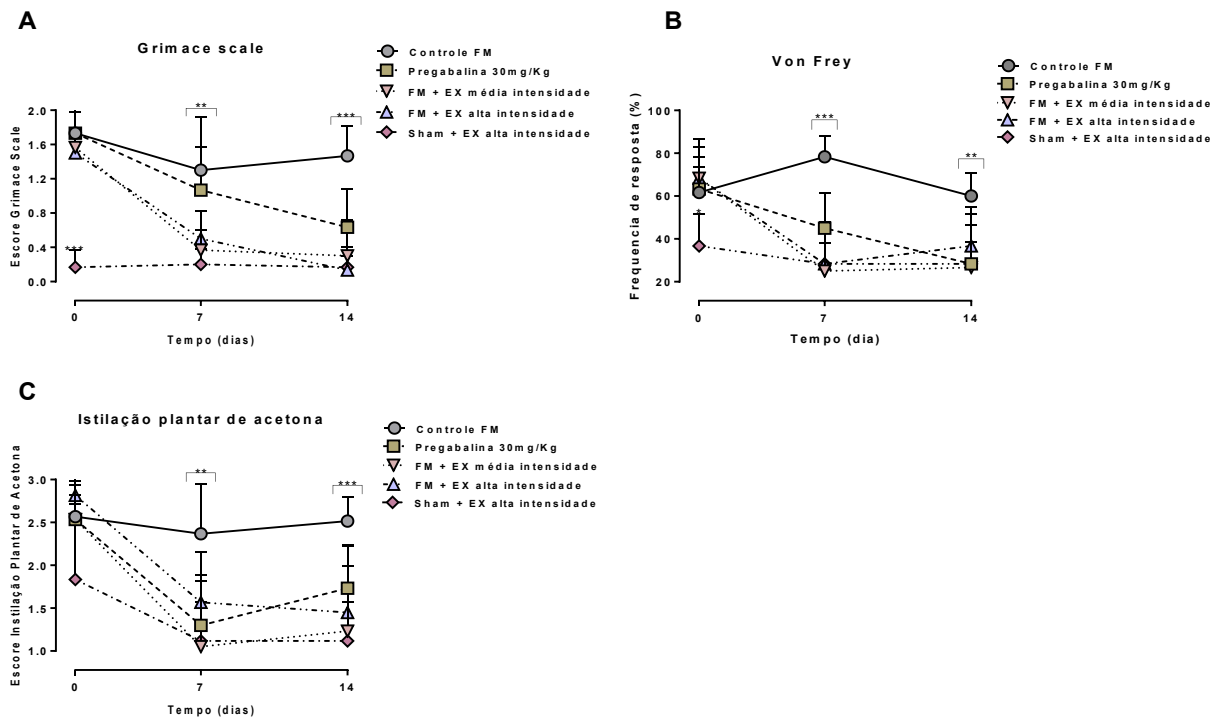 A
Grimace scale
Controle FM
Pregabalina 30mg/Kg
FM + EX média intensidade
FM + EX alta intensidade
Sham + EX alta intensidade
Escore Grimace Scale
2.0
1.6
1.2
0.8
0.4
0.0
**
***
***
0
7
14
Tempo (dias)
B
Von Frey
Controle FM
Pregabalina 30mg/Kg
FM + EX média intensidade
FM + EX alta intensidade
Sham + EX alta intensidade
Frequencia de resposta (%)
100
80
60
40
20
***
**
*
0
7
14
Tempo (dia)
C
Istilação plantar de acetona
Controle FM
Pregabalina 30mg/Kg
FM + EX média intensidade
FM + EX alta intensidade
Sham + EX alta intensidade
Escore Instilação Plantar de Acetona
3.0
2.5
2.0
1.5
1.0
**
***
0
7
14
Tempo (dias)